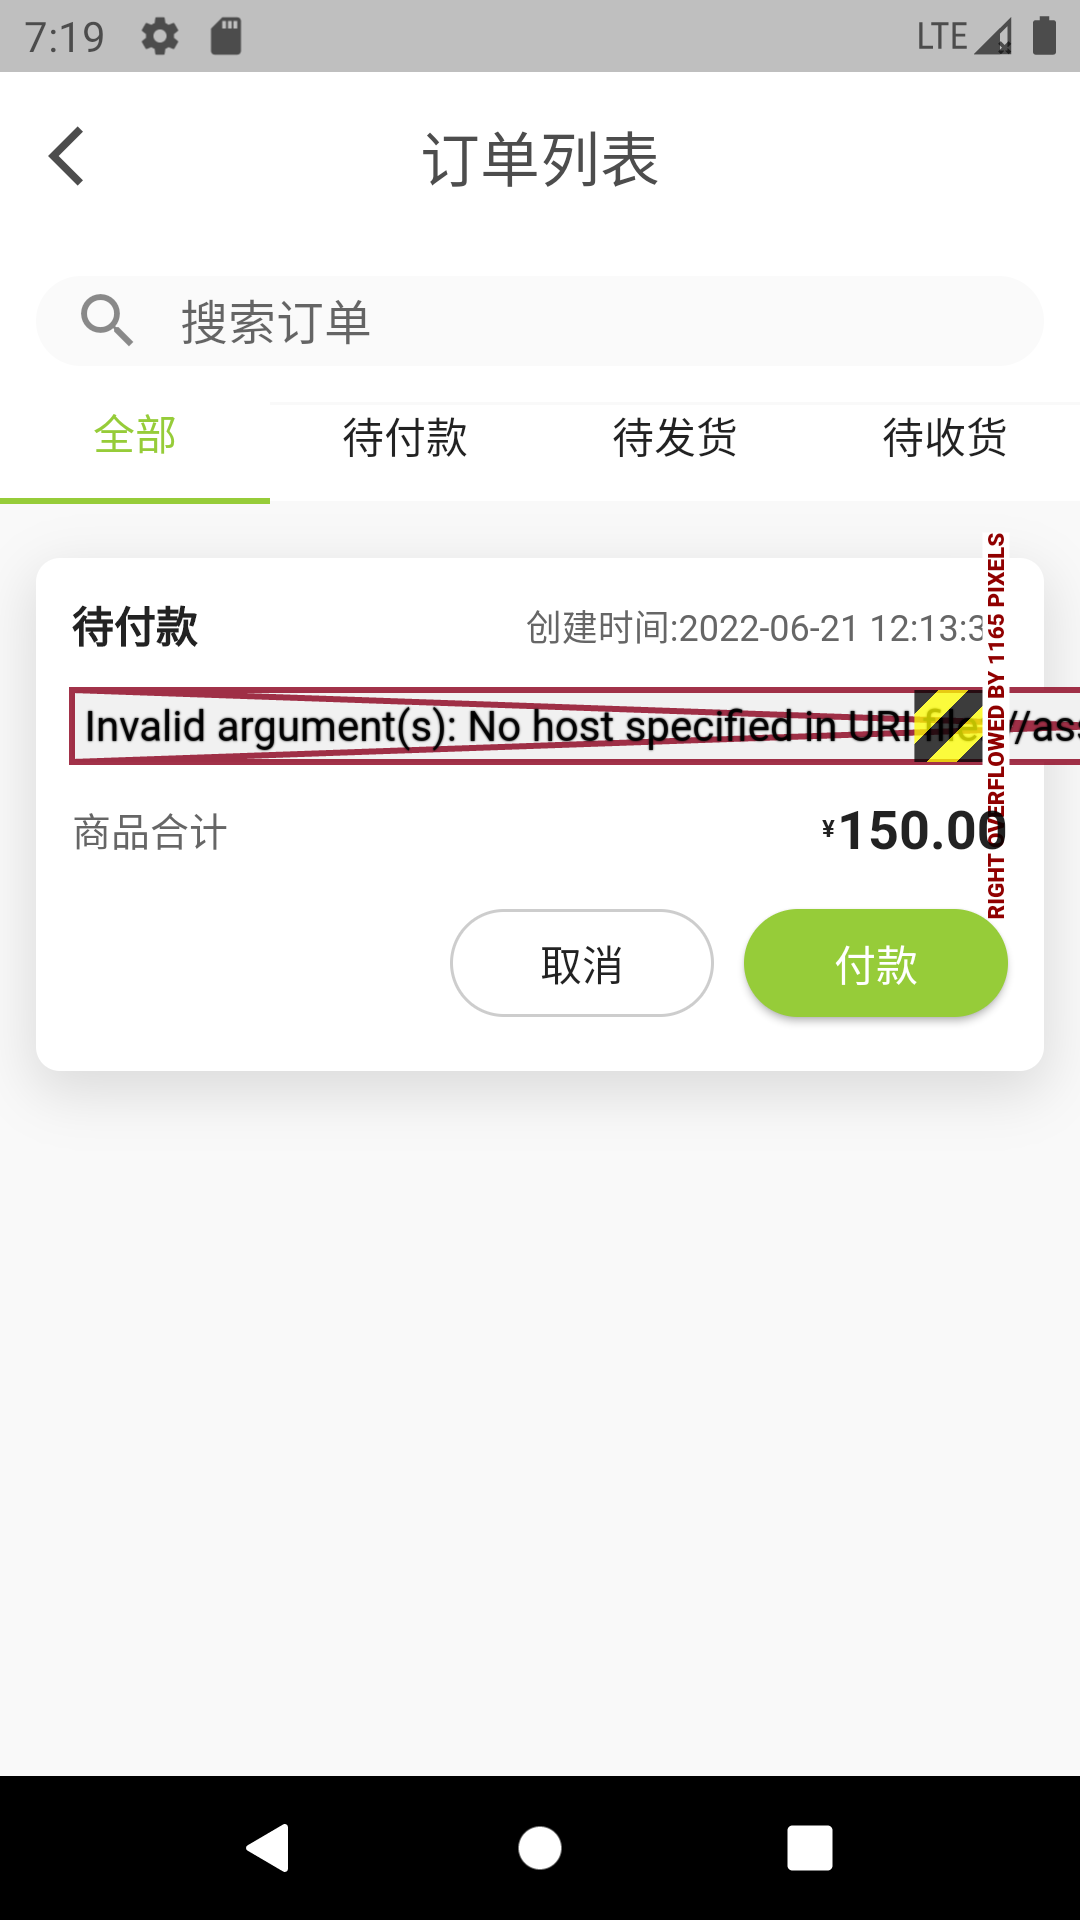 7:19 LTE
订单列表
搜索订单
全部 待付款 待发货 待收货
待付款 创建时间:2022-06-21 12:13:3
Invalid argument(s): No host specified in URI file:///ass
RIGHT OVERFLOWED BY 1165 PIXELS
商品合计 ¥150.00
取消 付款